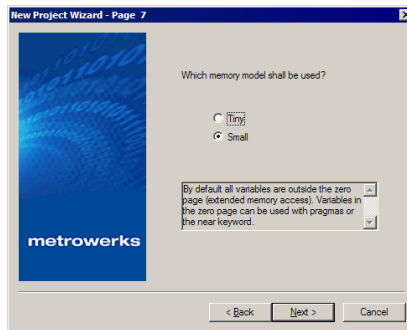 New Project Wizard - Page 7
Which memory model shall be used?
Tiny
Small
By default all variables are outside the zero
page (extended memory access). Variables in
the zero page can be used with pragmas or
the near keyword.
metrowerks
< Back
Next >
Cancel